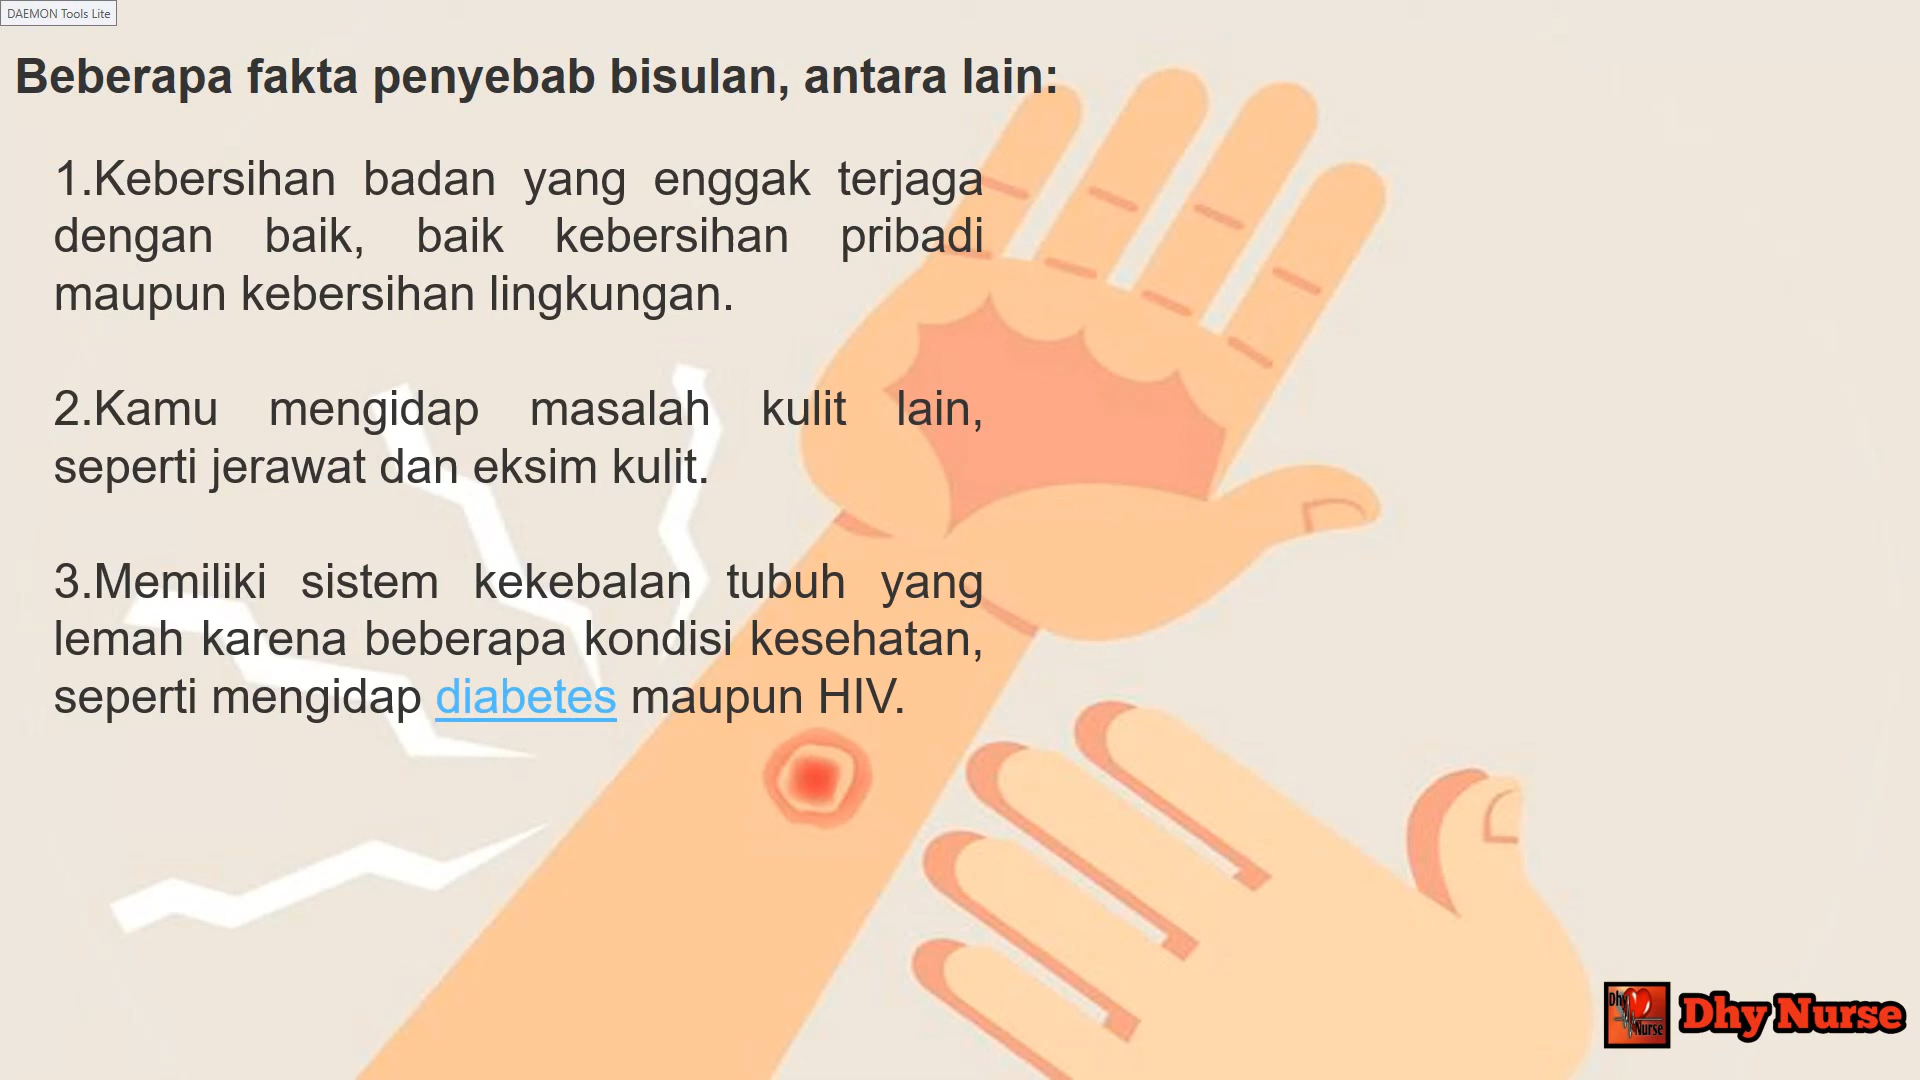 DAEMON Tools Lite
Beberapa fakta penyebab bisulan, antara lain:
1.Kebersihan badan yang enggak terjaga
dengan baik, baik kebersihan pribadi
maupun kebersihan lingkungan.
2.Kamu mengidap masalah kulit lain,
seperti jerawat dan eksim kulit.
3.Memiliki sistem kekebalan tubuh yang
lemah karena beberapa kondisi kesehatan,
seperti mengidap diabetes maupun HIV.
Dhy
Nurse
Dhy Nurse